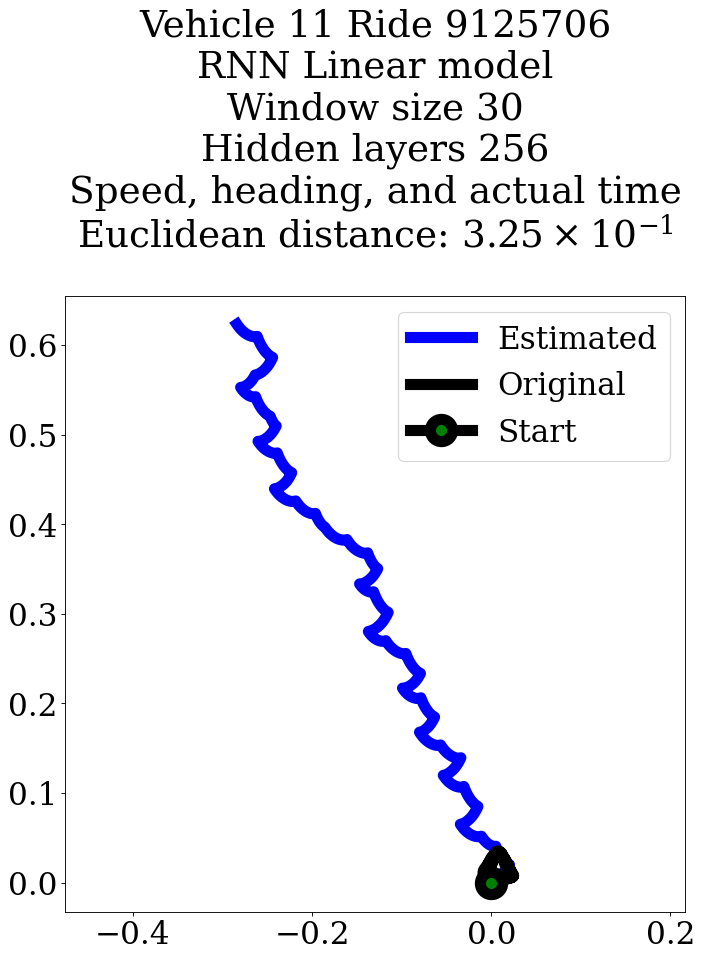 Vehicle 11 Ride 9125706
RNN Linear model
Window size 30
Hidden layers 256
Speed, heading, and actual time
Euclidean distance: 3.25 × 10⁻¹
Estimated
Original
Start
0.6
0.5
0.4
0.3
0.2
0.1
0.0
−0.4 −0.2 0.0 0.2